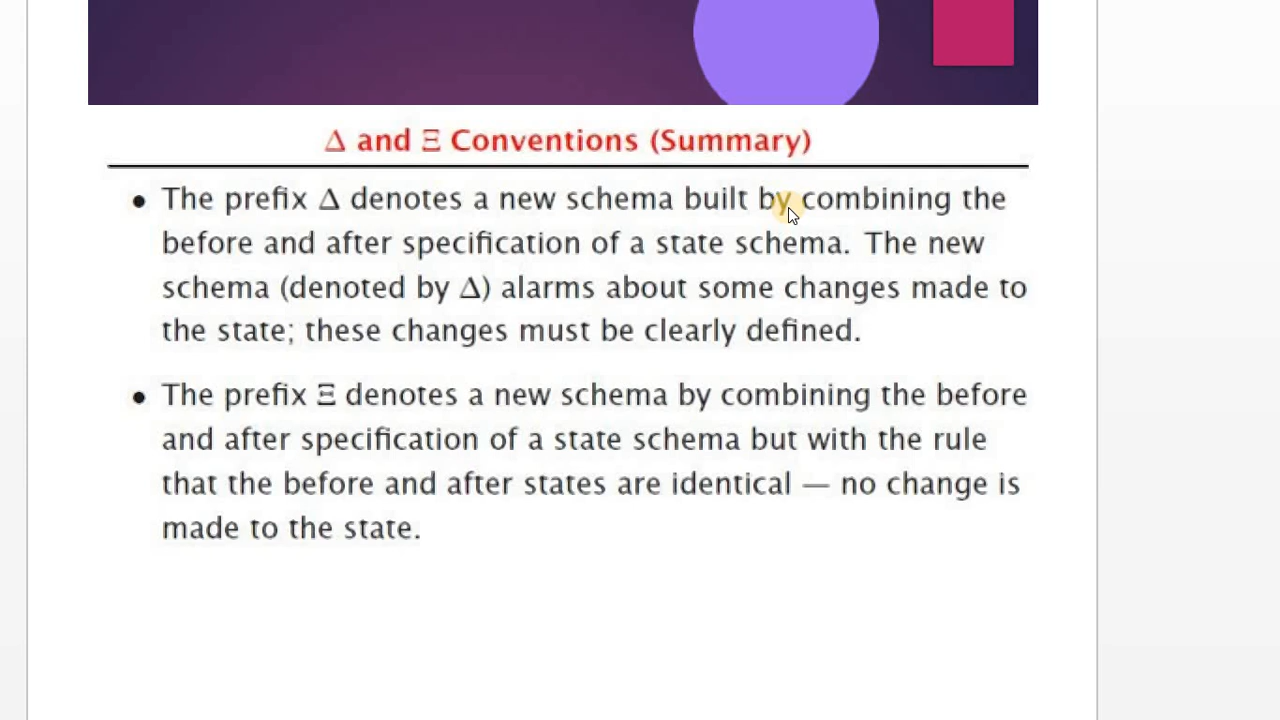 Δ and Ξ Conventions (Summary)
• The prefix Δ denotes a new schema built by combining the
before and after specification of a state schema. The new
schema (denoted by Δ) alarms about some changes made to
the state; these changes must be clearly defined.
• The prefix Ξ denotes a new schema by combining the before
and after specification of a state schema but with the rule
that the before and after states are identical — no change is
made to the state.